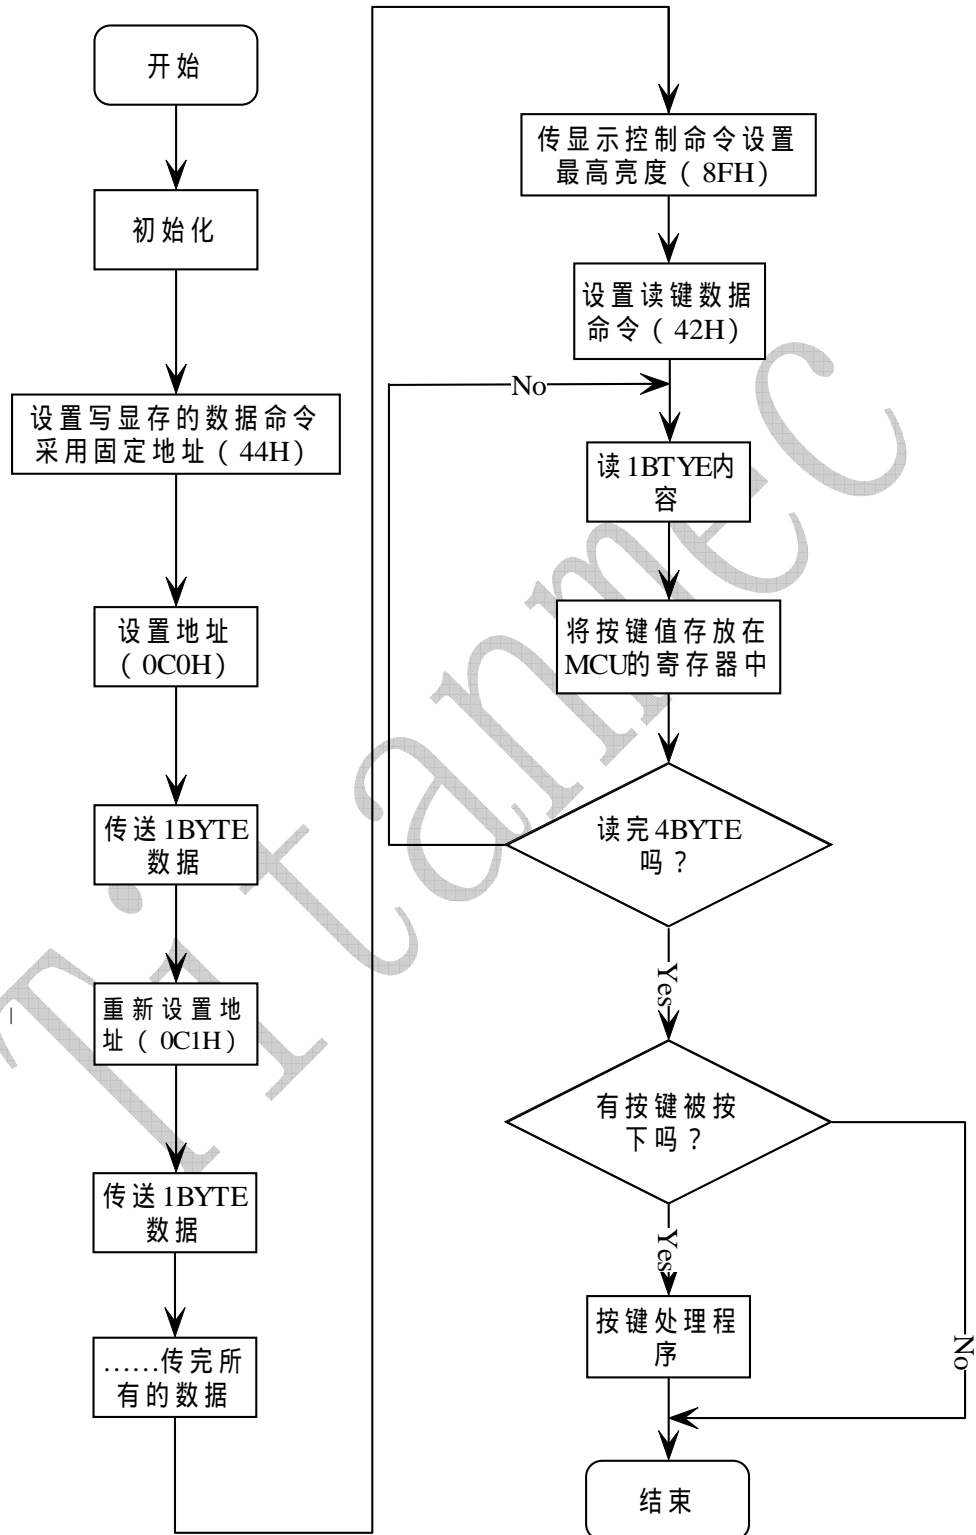 开始
初始化
设置写显存的数据命令
采用固定地址（44H）
设置地址
（0C0H）
传送1BYTE
数据
重新设置地
址（0C1H）
传送1BYTE
数据
……传完所
有的数据
传显示控制命令设置
最高亮度（8FH）
设置读键数据
命令（42H）
No
读1BTYE内
容
将按键值存放在
MCU的寄存器中
读完4BYTE
吗？
Yes
有按键被按
下吗？
Yes
No
按键处理程
序
结束
Titanmec